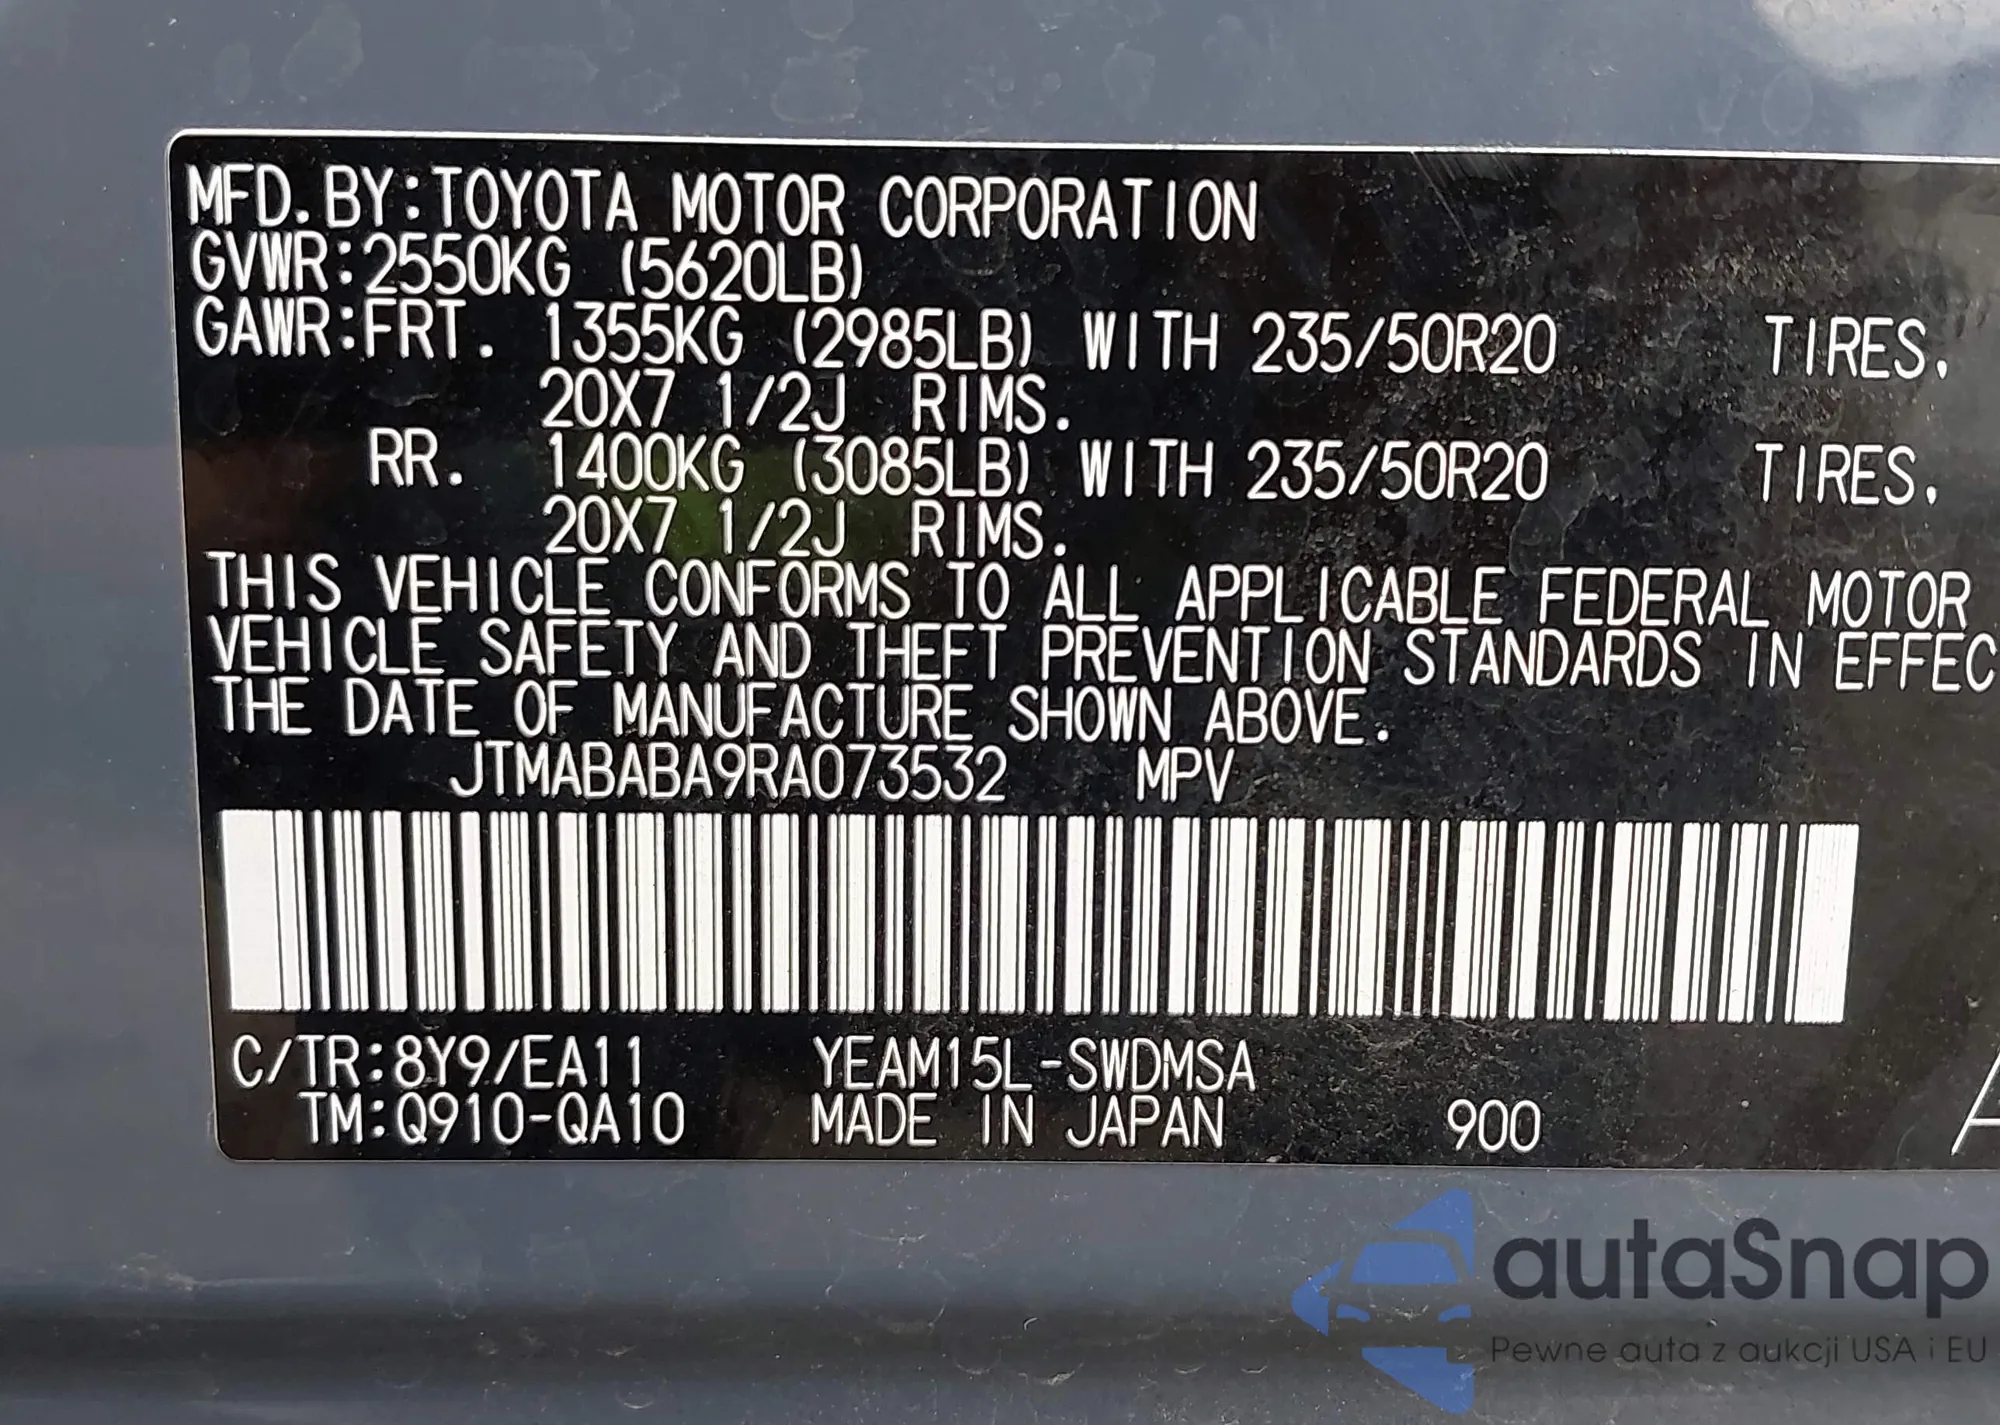 MFD. BY:TOYOTA MOTOR CORPORATION
GVWR:2550KG (5620LB)
GAWR:FRT. 1355KG (2985LB) WITH 235/50R20 TIRES,
20X7 1/2J RIMS.
RR. 1400KG (3085LB) WITH 235/50R20 TIRES,
20X7 1/2J RIMS.
THIS VEHICLE CONFORMS TO ALL APPLICABLE FEDERAL MOTOR
VEHICLE SAFETY AND THEFT PREVENTION STANDARDS IN EFFEC
THE DATE OF MANUFACTURE SHOWN ABOVE.
JTMABABA9RA073532 MPV
C/TR:8Y9/EA11 YEAM15L-SWDMSA
TM:Q910-QA10 MADE IN JAPAN 900
A
autaSnap
Pewne auta z aukcji USA i EU